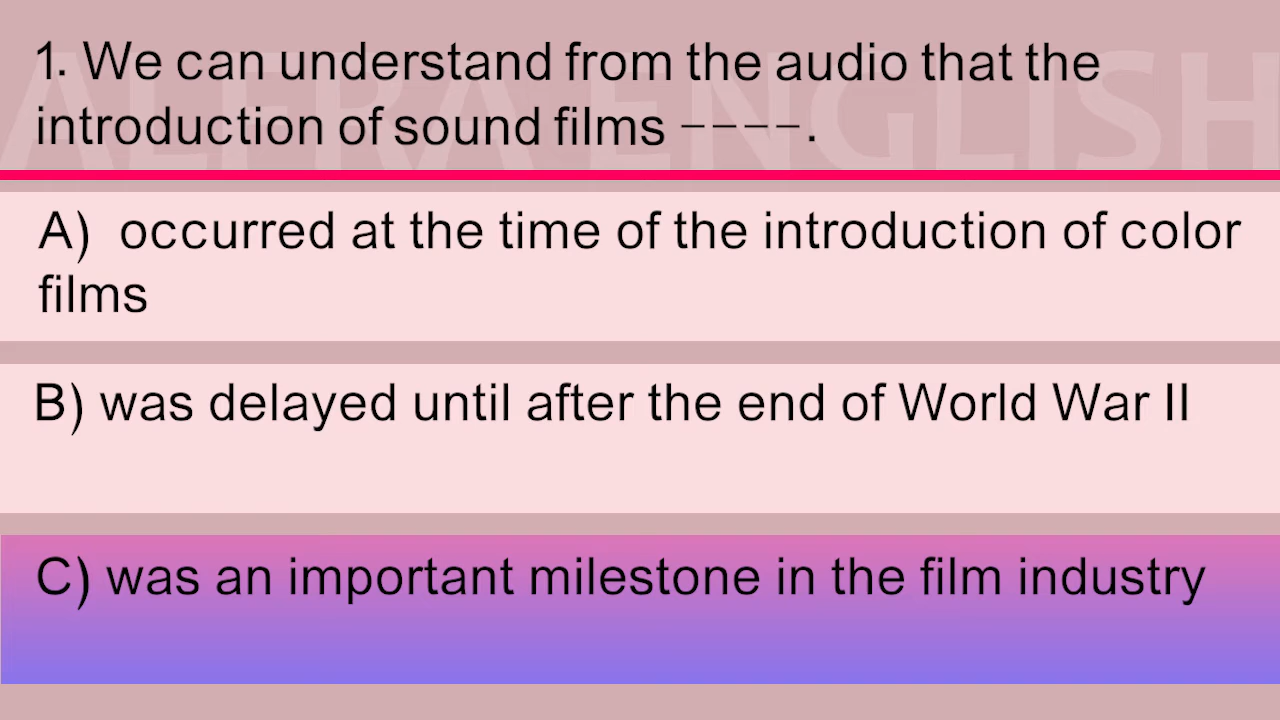 ALFRA ENGLISH
1. We can understand from the audio that the
introduction of sound films ----.
A) occurred at the time of the introduction of color
films
B) was delayed until after the end of World War II
C) was an important milestone in the film industry